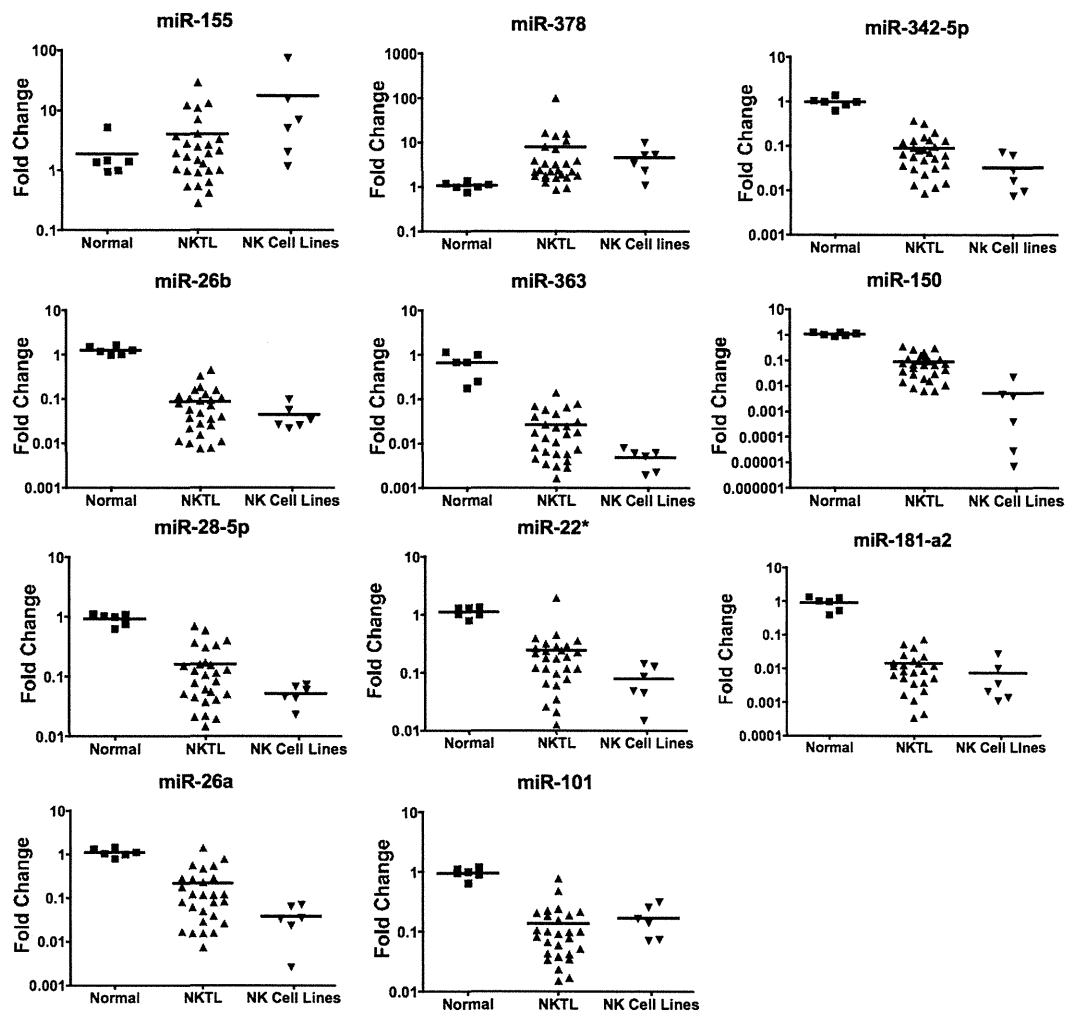 miR-155
Fold Change
100
10
1
0.1
Normal
NKTL
NK Cell Lines
miR-378
Fold Change
1000
100
10
1
0.1
Normal
NKTL
NK Cell Lines
miR-342-5p
Fold Change
10
1
0.1
0.01
0.001
Normal
NKTL
Nk Cell lines
miR-26b
Fold Change
10
1
0.1
0.01
0.001
Normal
NKTL
NK Cell Lines
miR-363
Fold Change
10
1
0.1
0.01
0.001
Normal
NKTL
NK Cell Lines
miR-150
Fold Change
10
1
0.1
0.01
0.001
0.0001
0.00001
0.000001
Normal
NKTL
NK Cell Lines
miR-28-5p
Fold Change
10
1
0.1
0.01
Normal
NKTL
NK Cell Lines
miR-22*
Fold Change
10
1
0.1
0.01
Normal
NKTL
NK Cell Lines
miR-181-a2
Fold Change
10
1
0.1
0.01
0.001
0.0001
Normal
NKTL
NK Cell LInes
miR-26a
Fold Change
10
1
0.1
0.01
0.001
Normal
NKTL
NK Cell Lines
miR-101
Fold Change
10
1
0.1
0.01
Normal
NKTL
NK Cell Lines